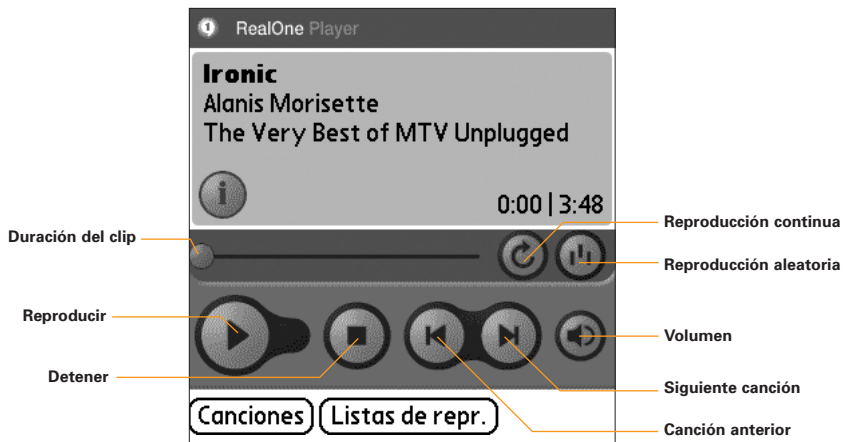 RealOne Player
Ironic
Alanis Morisette
The Very Best of MTV Unplugged
0:00 | 3:48
Duración del clip
Reproducción continua
Reproducción aleatoria
Reproducir
Volumen
Detener
Siguiente canción
Canciones
Listas de repr.
Canción anterior